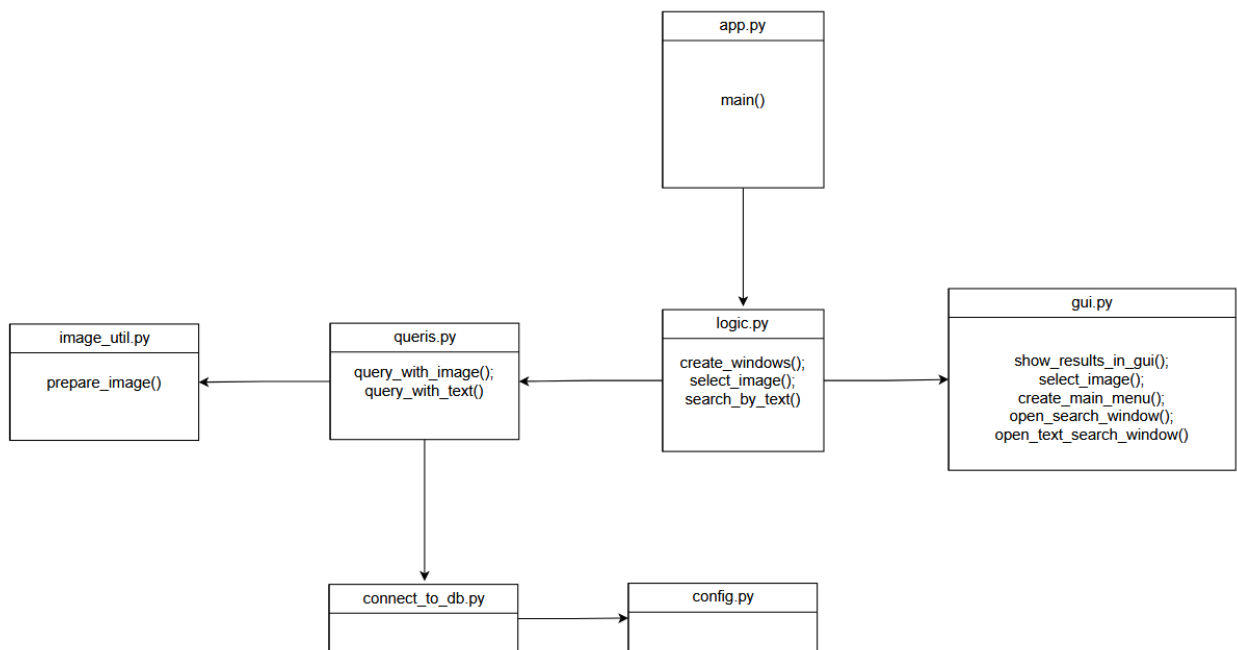 app.py
main()
gui.py
show_results_in_gui();
select_image();
create_main_menu();
open_search_window();
open_text_search_window()
logic.py
create_windows();
select_image();
search_by_text()
queris.py
query_with_image;
query_with_text()
image_util.py
prepare_image()
connect_to_db.py
config.py